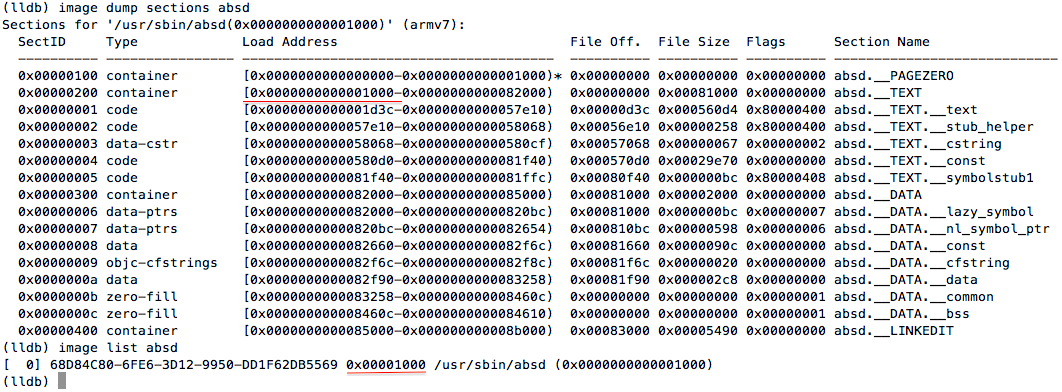 (lldb) image dump sections absd
Sections for '/usr/sbin/absd(0x0000000000001000)' (armv7):
  SectID     Type             Load Address                             File Off.  File Size  Flags      Section Name
  ---------- ---------------- ---------------------------------------  ---------- ---------- ---------- ----------------------------
  0x00000100 container        [0x0000000000000000-0x0000000000001000)* 0x00000000 0x00000000 0x00000000 absd.__PAGEZERO
  0x00000200 container        [0x0000000000001000-0x0000000000082000)  0x00000000 0x00081000 0x00000000 absd.__TEXT
  0x00000001 code             [0x0000000000001d3c-0x0000000000057e10)  0x00000d3c 0x000560d4 0x80000400 absd.__TEXT.__text
  0x00000002 code             [0x0000000000057e10-0x0000000000058068)  0x00056e10 0x00000258 0x80000400 absd.__TEXT.__stub_helper
  0x00000003 data-cstr        [0x0000000000058068-0x00000000000580cf)  0x00057068 0x00000067 0x00000002 absd.__TEXT.__cstring
  0x00000004 code             [0x00000000000580d0-0x0000000000081f40)  0x000570d0 0x00029e70 0x00000000 absd.__TEXT.__const
  0x00000005 code             [0x0000000000081f40-0x0000000000081ffc)  0x00080f40 0x000000bc 0x80000408 absd.__TEXT.__symbolstub1
  0x00000300 container        [0x0000000000082000-0x0000000000085000)  0x00081000 0x00002000 0x00000000 absd.__DATA
  0x00000006 data-ptrs        [0x0000000000082000-0x00000000000820bc)  0x00081000 0x000000bc 0x00000007 absd.__DATA.__lazy_symbol
  0x00000007 data-ptrs        [0x00000000000820bc-0x0000000000082654)  0x000810bc 0x00000598 0x00000006 absd.__DATA.__nl_symbol_ptr
  0x00000008 data             [0x0000000000082660-0x0000000000082f6c)  0x00081660 0x0000090c 0x00000000 absd.__DATA.__const
  0x00000009 objc-cfstrings   [0x0000000000082f6c-0x0000000000082f8c)  0x00081f6c 0x00000020 0x00000000 absd.__DATA.__cfstring
  0x0000000a data             [0x0000000000082f90-0x0000000000083258)  0x00081f90 0x000002c8 0x00000000 absd.__DATA.__data
  0x0000000b zero-fill        [0x0000000000083258-0x000000000008460c)  0x00000000 0x00000000 0x00000001 absd.__DATA.__common
  0x0000000c zero-fill        [0x000000000008460c-0x0000000000084610)  0x00000000 0x00000000 0x00000001 absd.__DATA.__bss
  0x00000400 container        [0x0000000000085000-0x000000000008b000)  0x00083000 0x00005490 0x00000000 absd.__LINKEDIT
(lldb) image list absd
[  0] 68D84C80-6FE6-3D12-9950-DD1F62DB5569 0x00001000 /usr/sbin/absd (0x0000000000001000)
(lldb)